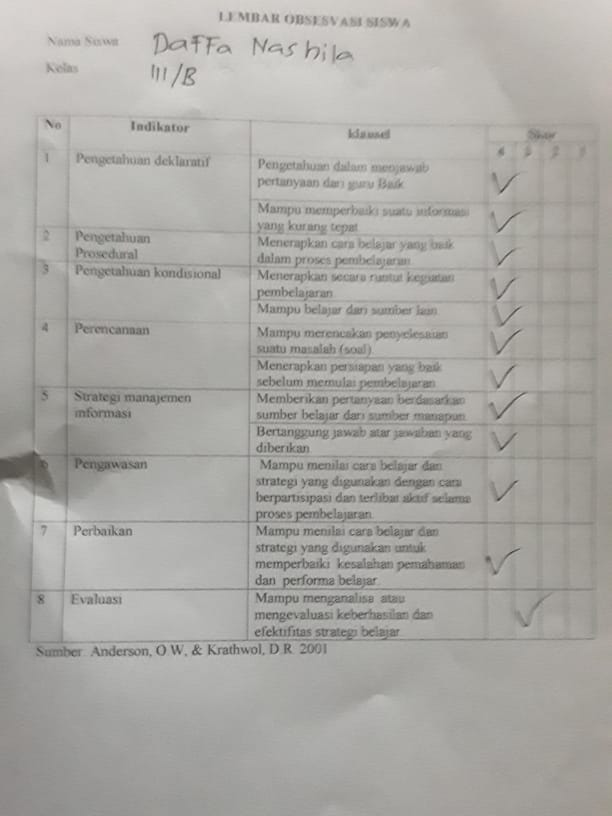 LEMBAR OBSESVASI SISWA
Nama Siswa Daffa Nashila
Kelas III/B
No Indikator klausel Skor
4 3 2 1
1 Pengetahuan deklaratif Pengetahuan dalam menjawab
pertanyaan dari guru Baik
Mampu memperbaiki suatu informasi
yang kurang tepat
2 Pengetahuan Menerapkan cara belajar yang baik
Prosedural dalam proses pembelajaran
3 Pengetahuan kondisional Menerapkan secara runtut kegiatan
pembelajaran
Mampu belajar dari sumber lain
4 Perencanaan Mampu merencakan penyelesaian
suatu masalah (soal)
Menerapkan persiapan yang baik
sebelum memulai pembelajaran
5 Strategi manajemen Memberikan pertanyaan berdasarkan
informasi sumber belajar dari sumber manapun
Bertanggung jawab atar jawaban yang
diberikan
6 Pengawasan Mampu menilai cara belajar dan
strategi yang digunakan dengan cara
berpartisipasi dan terlibat aktif selama
proses pembelajaran.
7 Perbaikan Mampu menilai cara belajar dan
strategi yang digunakan untuk
memperbaiki kesalahan pemahaman
dan performa belajar.
8 Evaluasi Mampu menganalisa atau
mengevaluasi keberhasilan dan
efektifitas strategi belajar
Sumber: Anderson, O.W, & Krathwol, D.R. 2001